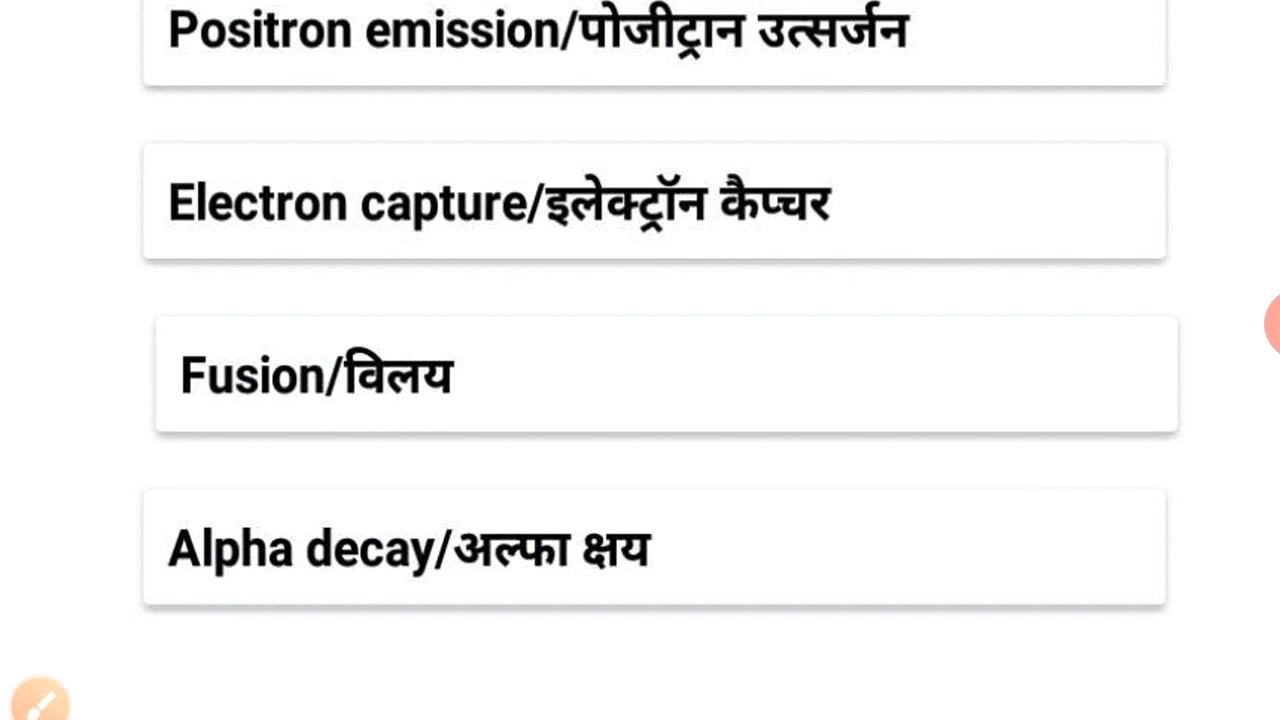 Positron emission/पोजीट्रान उत्सर्जन
Electron capture/इलेक्ट्रॉन कैप्चर
Fusion/विलय
Alpha decay/अल्फा क्षय